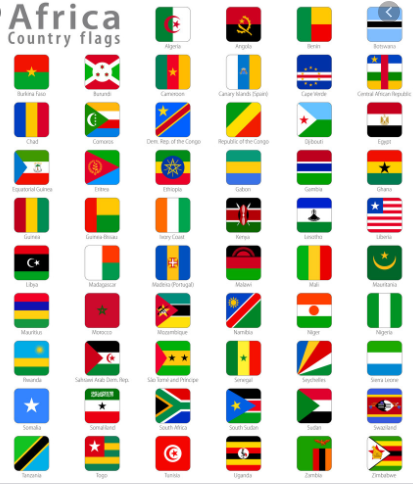 Africa
Country flags
Algeria Angola Benin Botswana
Burkina Faso Burundi Cameroon Canary Islands (Spain) Cape Verde Central African Republic
Chad Comoros Dem. Rep. of the Congo Republic of the Congo Djibouti Egypt
Equatorial Guinea Eritrea Ethiopia Gabon Gambia Ghana
Guinea Guinea-Bissau Ivory Coast Kenya Lesotho Liberia
Libya Madagascar Madeira (Portugal) Malawi Mali Mauritania
Mauritius Morocco Mozambique Namibia Niger Nigeria
Rwanda Sahrawi Arab Dem. Rep. São Tomé and Príncipe Senegal Seychelles Sierra Leone
Somalia Somaliland South Africa South Sudan Sudan Swaziland
Tanzania Togo Tunisia Uganda Zambia Zimbabwe